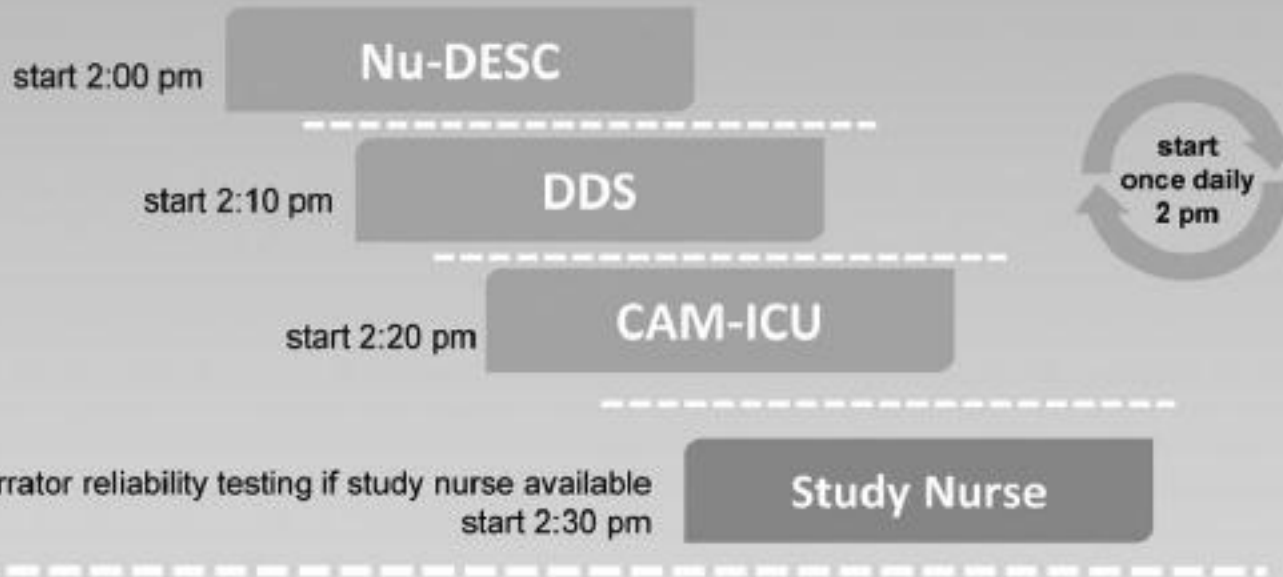 start 2:00 pm
Nu-DESC
start 2:10 pm
DDS
start
once daily
2 pm
start 2:20 pm
CAM-ICU
rrator reliability testing if study nurse available
start 2:30 pm
Study Nurse